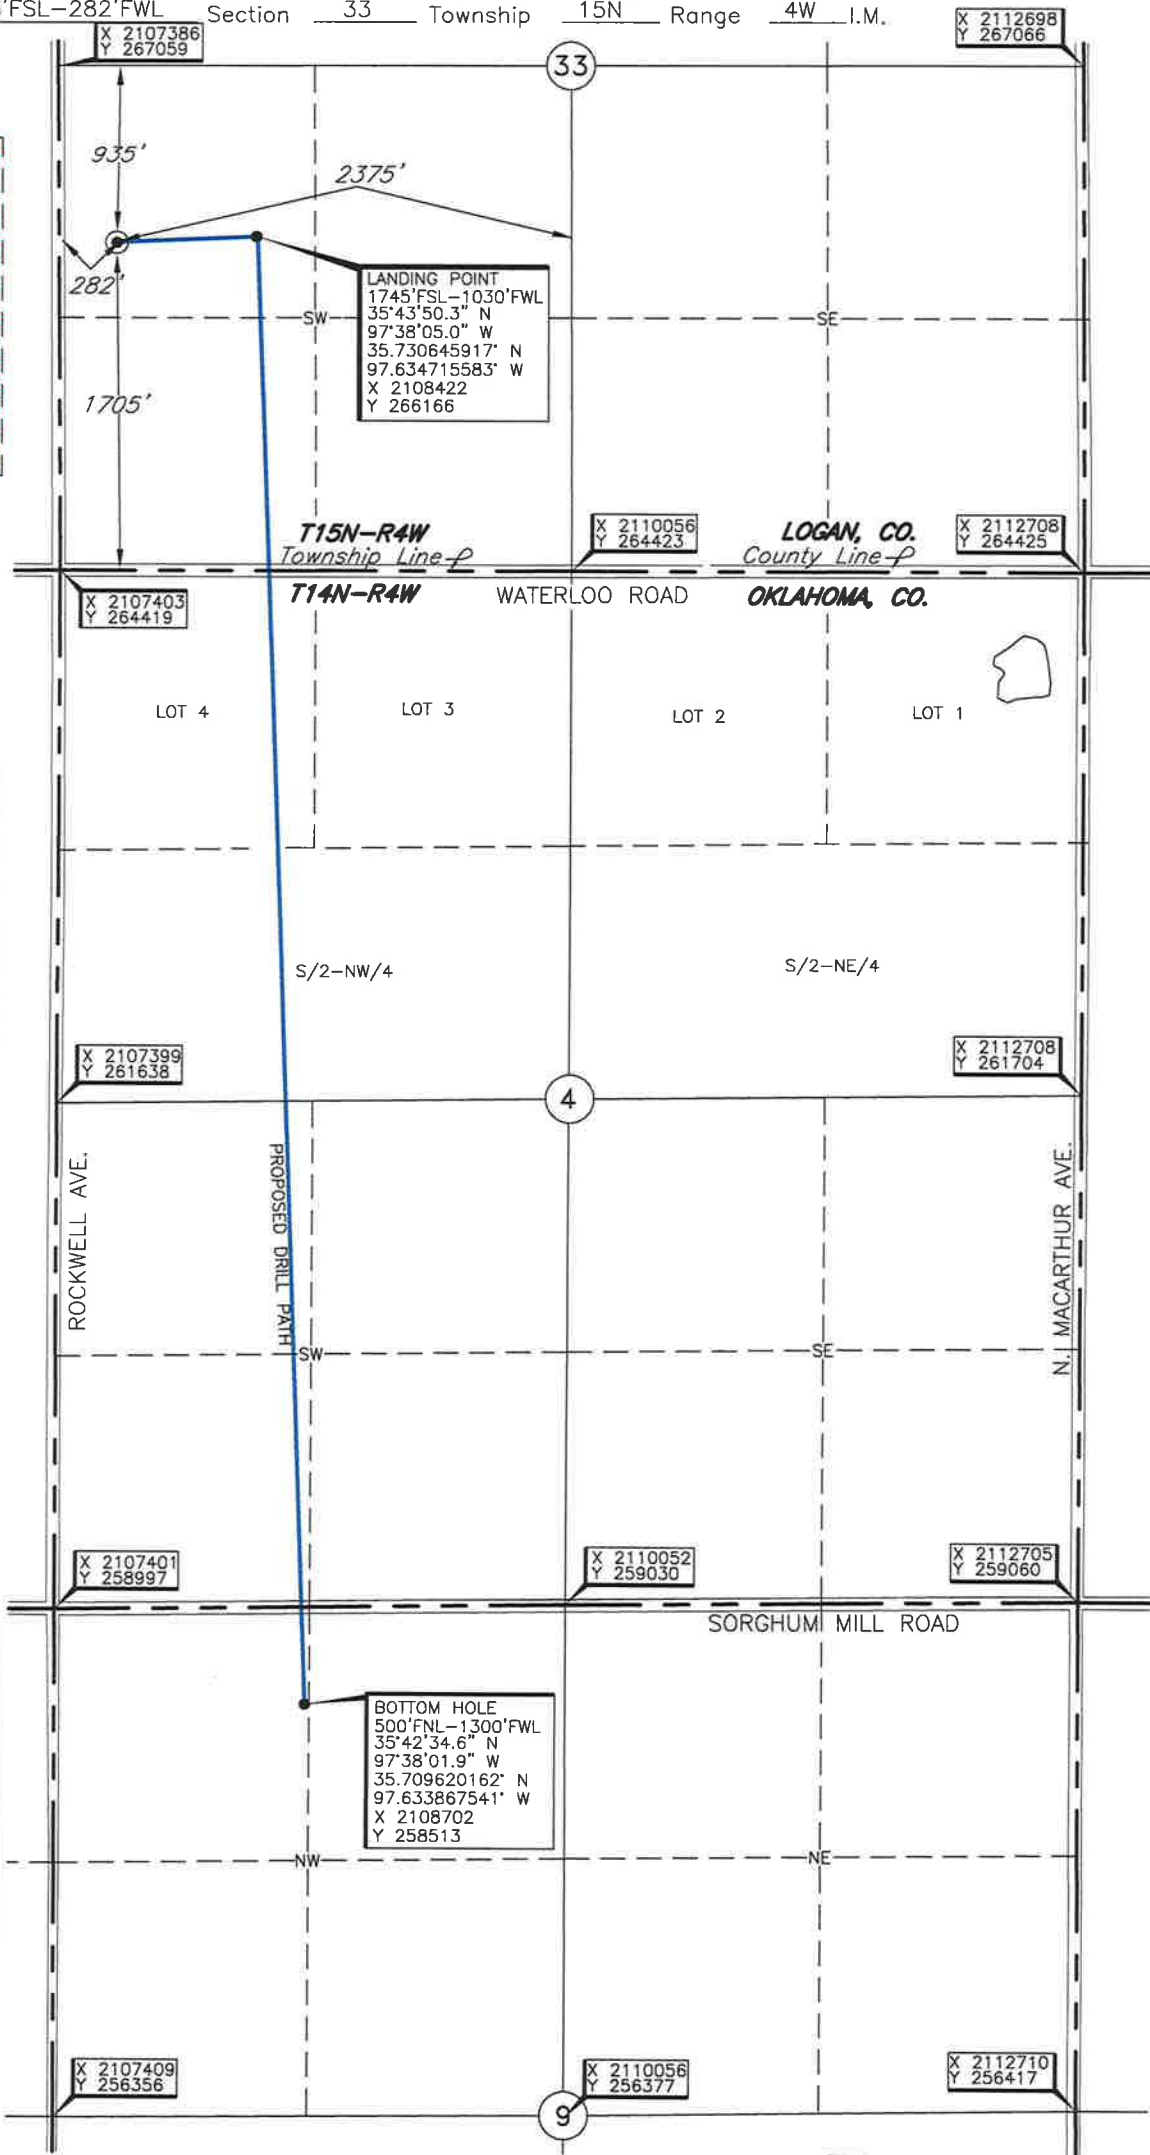 'FSL-282'FWL Section 33 Township 15N Range 4W I.M.
X 2107386
Y 267059
X 2112698
Y 267066
33
935'
2375'
282'
LANDING POINT
1745'FSL-1030'FWL
35°43'50.3" N
97°38'05.0" W
35.730645917° N
97.634715583° W
X 2108422
Y 266166
SW
SE
1705'
T15N-R4W
Township Line
X 2110056
Y 264423
LOGAN, CO.
County Line
X 2112708
Y 264425
X 2107403
Y 264419
T14N-R4W
WATERLOO ROAD
OKLAHOMA, CO.
LOT 4
LOT 3
LOT 2
LOT 1
S/2-NW/4
S/2-NE/4
X 2107399
Y 261638
X 2112708
Y 261704
4
ROCKWELL AVE.
PROPOSED DRILL PATH
N. MACARTHUR AVE.
SW
SE
X 2107401
Y 258997
X 2110052
Y 259030
X 2112705
Y 259060
SORGHUM MILL ROAD
BOTTOM HOLE
500'FNL-1300'FWL
35°42'34.6" N
97°38'01.9" W
35.709620162° N
97.633867541° W
X 2108702
Y 258513
NW
NE
X 2107409
Y 256356
X 2110056
Y 256377
X 2112710
Y 256417
9